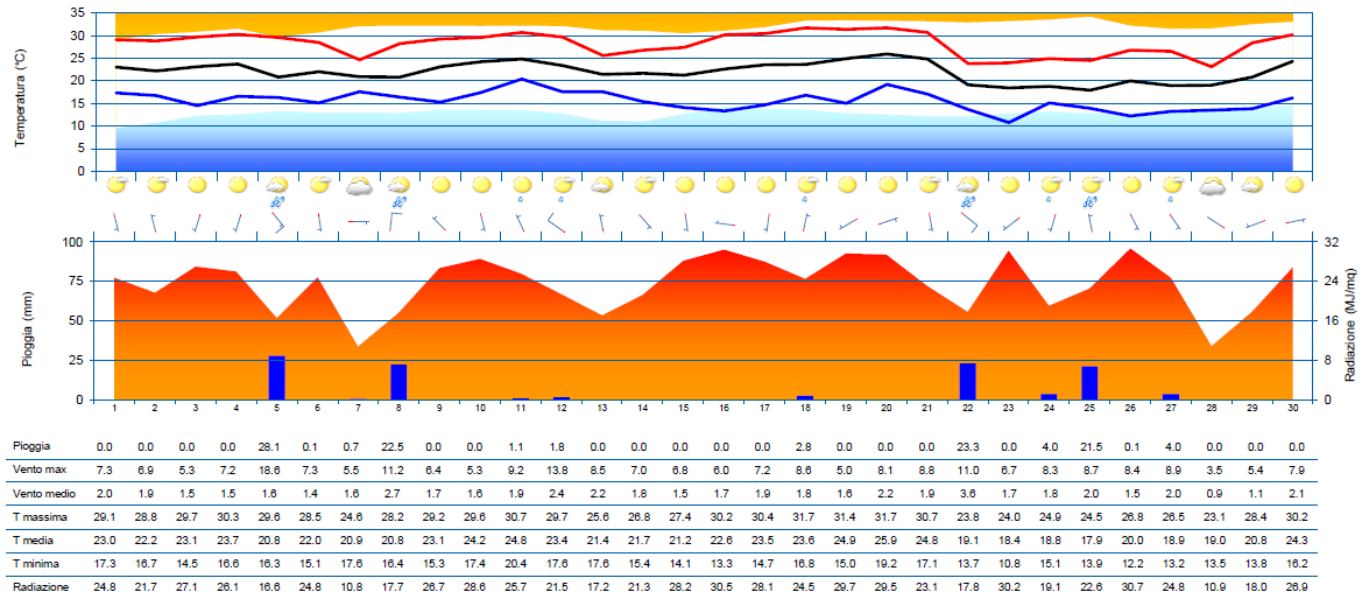 Temperatura (°C)
35
30
25
20
15
10
5
0
Pioggia (mm)
100
75
50
25
0
Radiazione (MJ/mq)
32
24
16
8
0
1 2 3 4 5 6 7 8 9 10 11 12 13 14 15 16 17 18 19 20 21 22 23 24 25 26 27 28 29 30
Pioggia 0.0 0.0 0.0 0.0 28.1 0.1 0.7 22.5 0.0 0.0 1.1 1.8 0.0 0.0 0.0 0.0 0.0 2.8 0.0 0.0 0.0 23.3 0.0 4.0 21.5 0.1 4.0 0.0 0.0 0.0
Vento max 7.3 6.9 5.3 7.2 18.6 7.3 5.5 11.2 6.4 5.3 9.2 13.8 8.5 7.0 6.8 6.0 7.2 8.6 5.0 8.1 8.8 11.0 6.7 8.3 8.7 8.4 8.9 3.5 5.4 7.9
Vento medio 2.0 1.9 1.5 1.5 1.6 1.4 1.6 2.7 1.7 1.6 1.9 2.4 2.2 1.8 1.5 1.7 1.9 1.8 1.6 2.2 1.9 3.6 1.7 1.8 2.0 1.5 2.0 0.9 1.1 2.1
T massima 29.1 28.8 29.7 30.3 29.6 28.5 24.6 28.2 29.2 29.6 30.7 29.7 25.6 26.8 27.4 30.2 30.4 31.7 31.4 31.7 30.7 23.8 24.0 24.9 24.5 26.8 26.5 23.1 28.4 30.2
T media 23.0 22.2 23.1 23.7 20.8 22.0 20.9 20.8 23.1 24.2 24.8 23.4 21.4 21.7 21.2 22.6 23.5 23.6 24.9 25.9 24.8 19.1 18.4 18.8 17.9 20.0 18.9 19.0 20.8 24.3
T minima 17.3 16.7 14.5 16.6 16.3 15.1 17.6 16.4 15.3 17.4 20.4 17.6 17.6 15.4 14.1 13.3 14.7 16.8 15.0 19.2 17.1 13.7 10.8 15.1 13.9 12.2 13.2 13.5 13.8 16.2
Radiazione 24.8 21.7 27.1 26.1 16.6 24.8 10.8 17.7 26.7 28.6 25.7 21.5 17.2 21.3 28.2 30.5 28.1 24.5 29.7 29.5 23.1 17.8 30.2 19.1 22.6 30.7 24.8 10.9 18.0 26.9